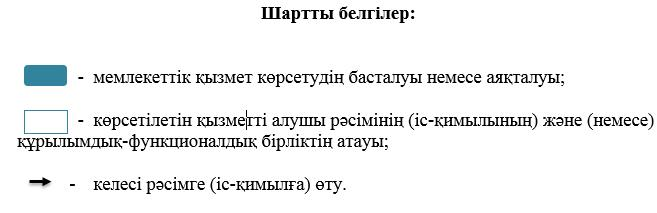 Шартты белгілер:
- мемлекеттік қызмет көрсетудің басталуы немесе аяқталуы;
- көрсетілетін қызметті алушы рәсімінің (іс-қимылының) және (немесе)
құрылымдық-функционалдық бірліктің атауы;
- келесі рәсімге (іс-қимылға) өту.